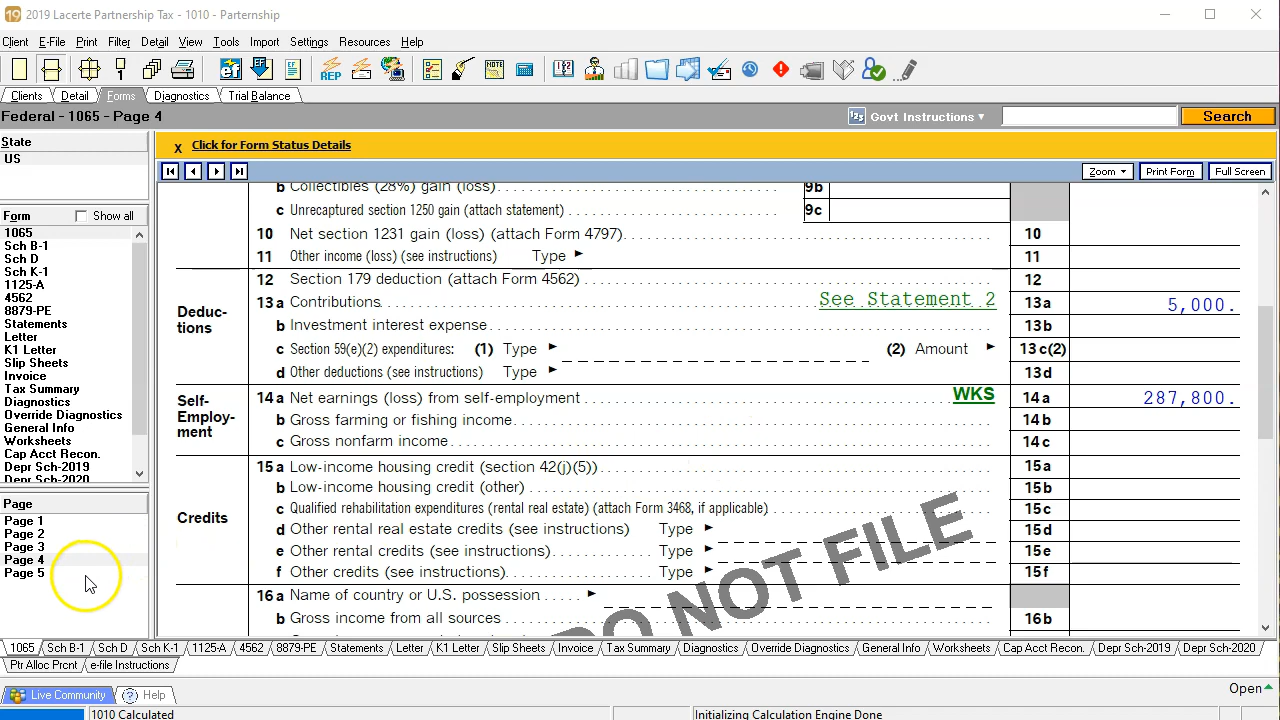 19 2019 Lacerte Partnership Tax - 1010 - Parternship
Client E-File Print Filter Detail View Tools Import Settings Resources Help
REP NOTE
Clients Detail Forms Diagnostics Trial Balance
Federal - 1065 - Page 4
Govt Instructions
Search
State
US
Form Show all
1065
Sch B-1
Sch D
Sch K-1
1125-A
4562
8879-PE
Statements
Letter
K1 Letter
Slip Sheets
Invoice
Tax Summary
Diagnostics
Override Diagnostics
General Info
Worksheets
Cap Acct Recon.
Depr Sch-2019
Depr Sch-2020
Page
Page 1
Page 2
Page 3
Page 4
Page 5
x Click for Form Status Details
Zoom Print Form Full Screen
b Collectibles (28%) gain (loss) 9b
c Unrecaptured section 1250 gain (attach statement) 9c
10 Net section 1231 gain (loss) (attach Form 4797) 10
11 Other income (loss) (see instructions) Type 11
Deductions
12 Section 179 deduction (attach Form 4562) 12
13a Contributions See Statement 2 13a 5,000.
b Investment interest expense 13b
c Section 59(e)(2) expenditures: (1) Type (2) Amount 13c(2)
d Other deductions (see instructions) Type 13d
Self-Employment
14a Net earnings (loss) from self-employment WKS 14a 287,800.
b Gross farming or fishing income 14b
c Gross nonfarm income 14c
Credits
15a Low-income housing credit (section 42(j)(5)) 15a
b Low-income housing credit (other) 15b
c Qualified rehabilitation expenditures (rental real estate) (attach Form 3468, if applicable) 15c
d Other rental real estate credits (see instructions) Type 15d
e Other rental credits (see instructions) Type 15e
f Other credits (see instructions) Type 15f
16a Name of country or U.S. possession
b Gross income from all sources 16b
DO NOT FILE
1065 Sch B-1 Sch D Sch K-1 1125-A 4562 8879-PE Statements Letter K1 Letter Slip Sheets Invoice Tax Summary Diagnostics Override Diagnostics General Info Worksheets Cap Acct Recon. Depr Sch-2019 Depr Sch-2020
Ptr Alloc Prcnt e-file Instructions
Live Community Help Open
1010 Calculated Initializing Calculation Engine Done